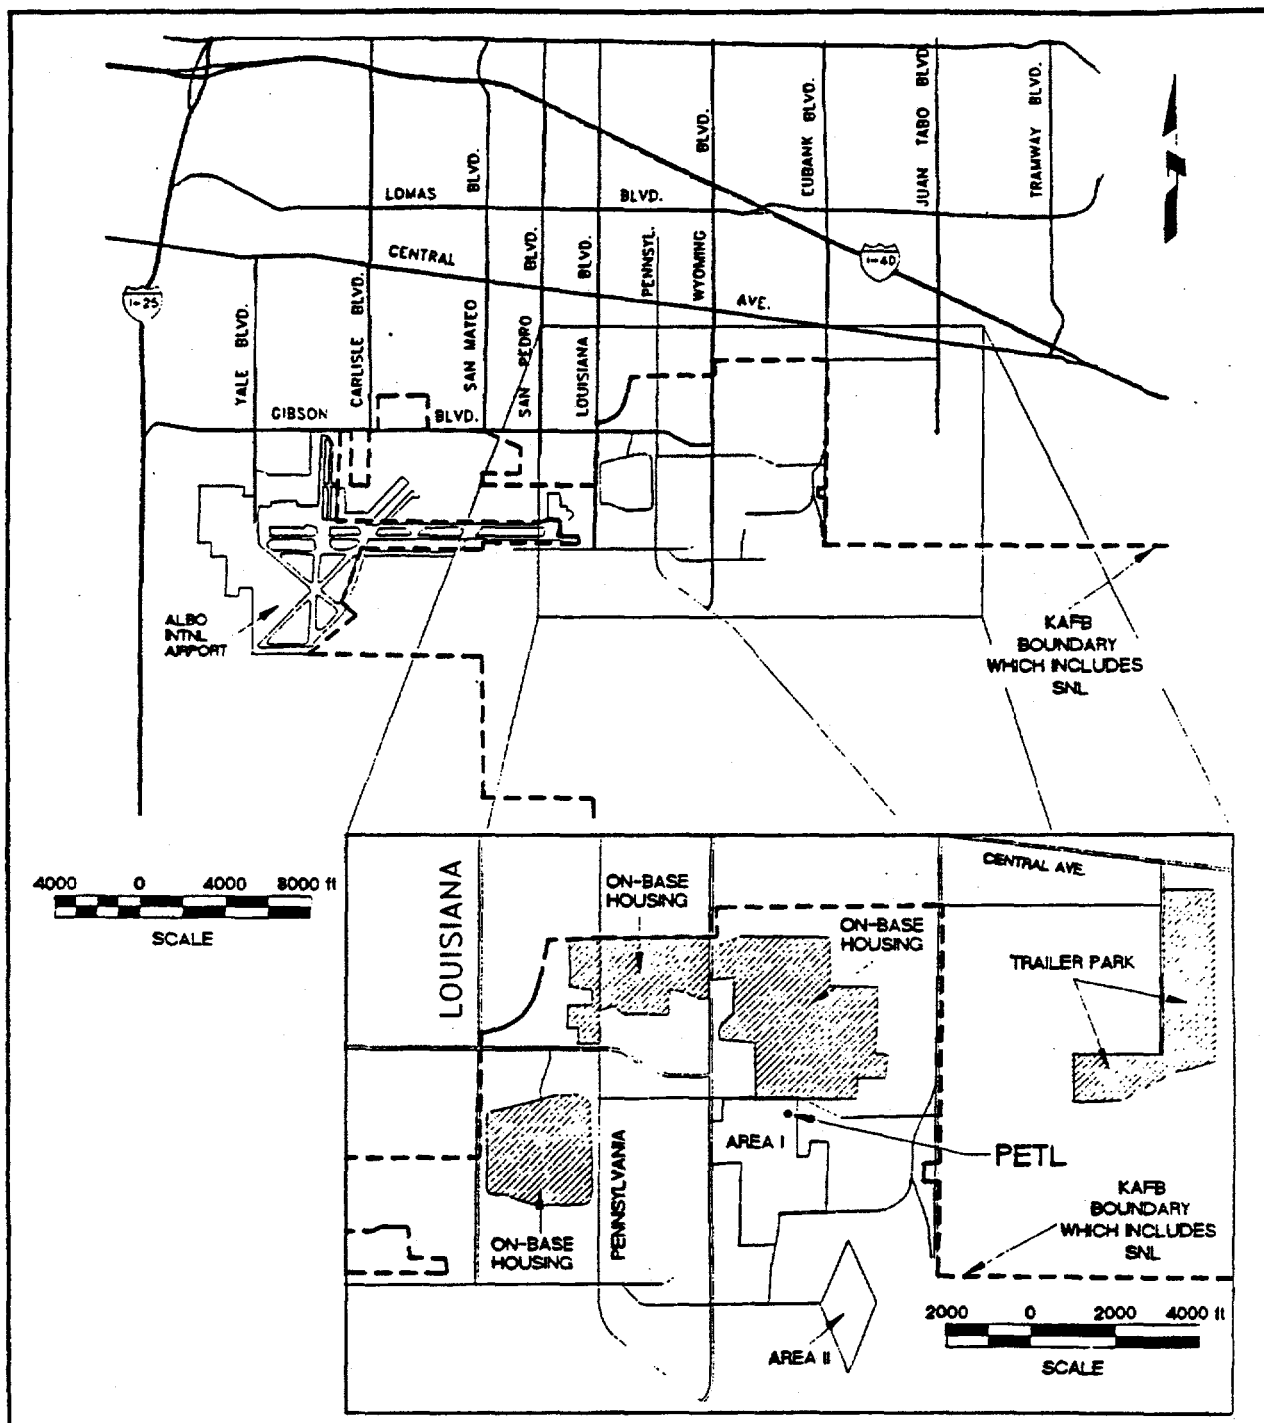 LOMAS
BLVD.
CENTRAL
AVE.
I-25
I-40
YALE BLVD.
CARLISLE BLVD.
SAN MATEO BLVD.
SAN PEDRO BLVD.
LOUISIANA BLVD.
PENNSYL.
WYOMING BLVD.
EUBANK BLVD.
JUAN TABO BLVD.
TRAMWAY BLVD.
GIBSON
BLVD.
ALBQ
INTNL
AIRPORT
KAFB
BOUNDARY
WHICH INCLUDES
SNL
4000 0 4000 8000 ft
SCALE
LOUISIANA
ON-BASE
HOUSING
CENTRAL AVE.
ON-BASE
HOUSING
TRAILER PARK
AREA I
PETL
PENNSYLVANIA
ON-BASE
HOUSING
KAFB
BOUNDARY
WHICH INCLUDES
SNL
AREA II
2000 0 2000 4000 ft
SCALE